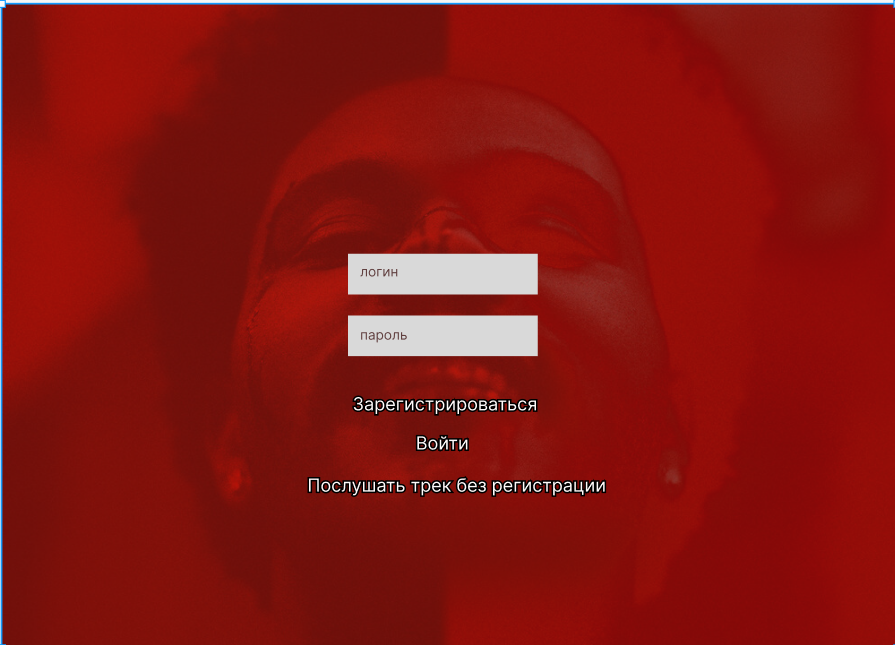 логин
пароль
Зарегистрироваться
Войти
Послушать трек без регистрации